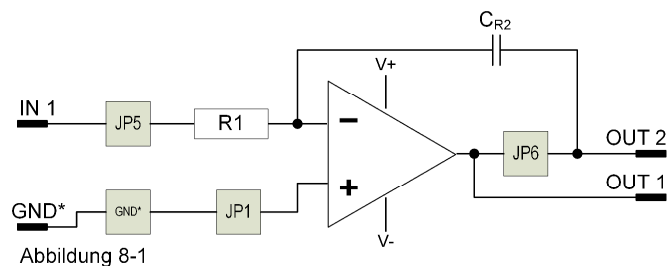 C_R2
V+
IN 1
JP5
R1
−
JP6
OUT 2
+
OUT 1
GND*
GND*
JP1
V-
Abbildung 8-1